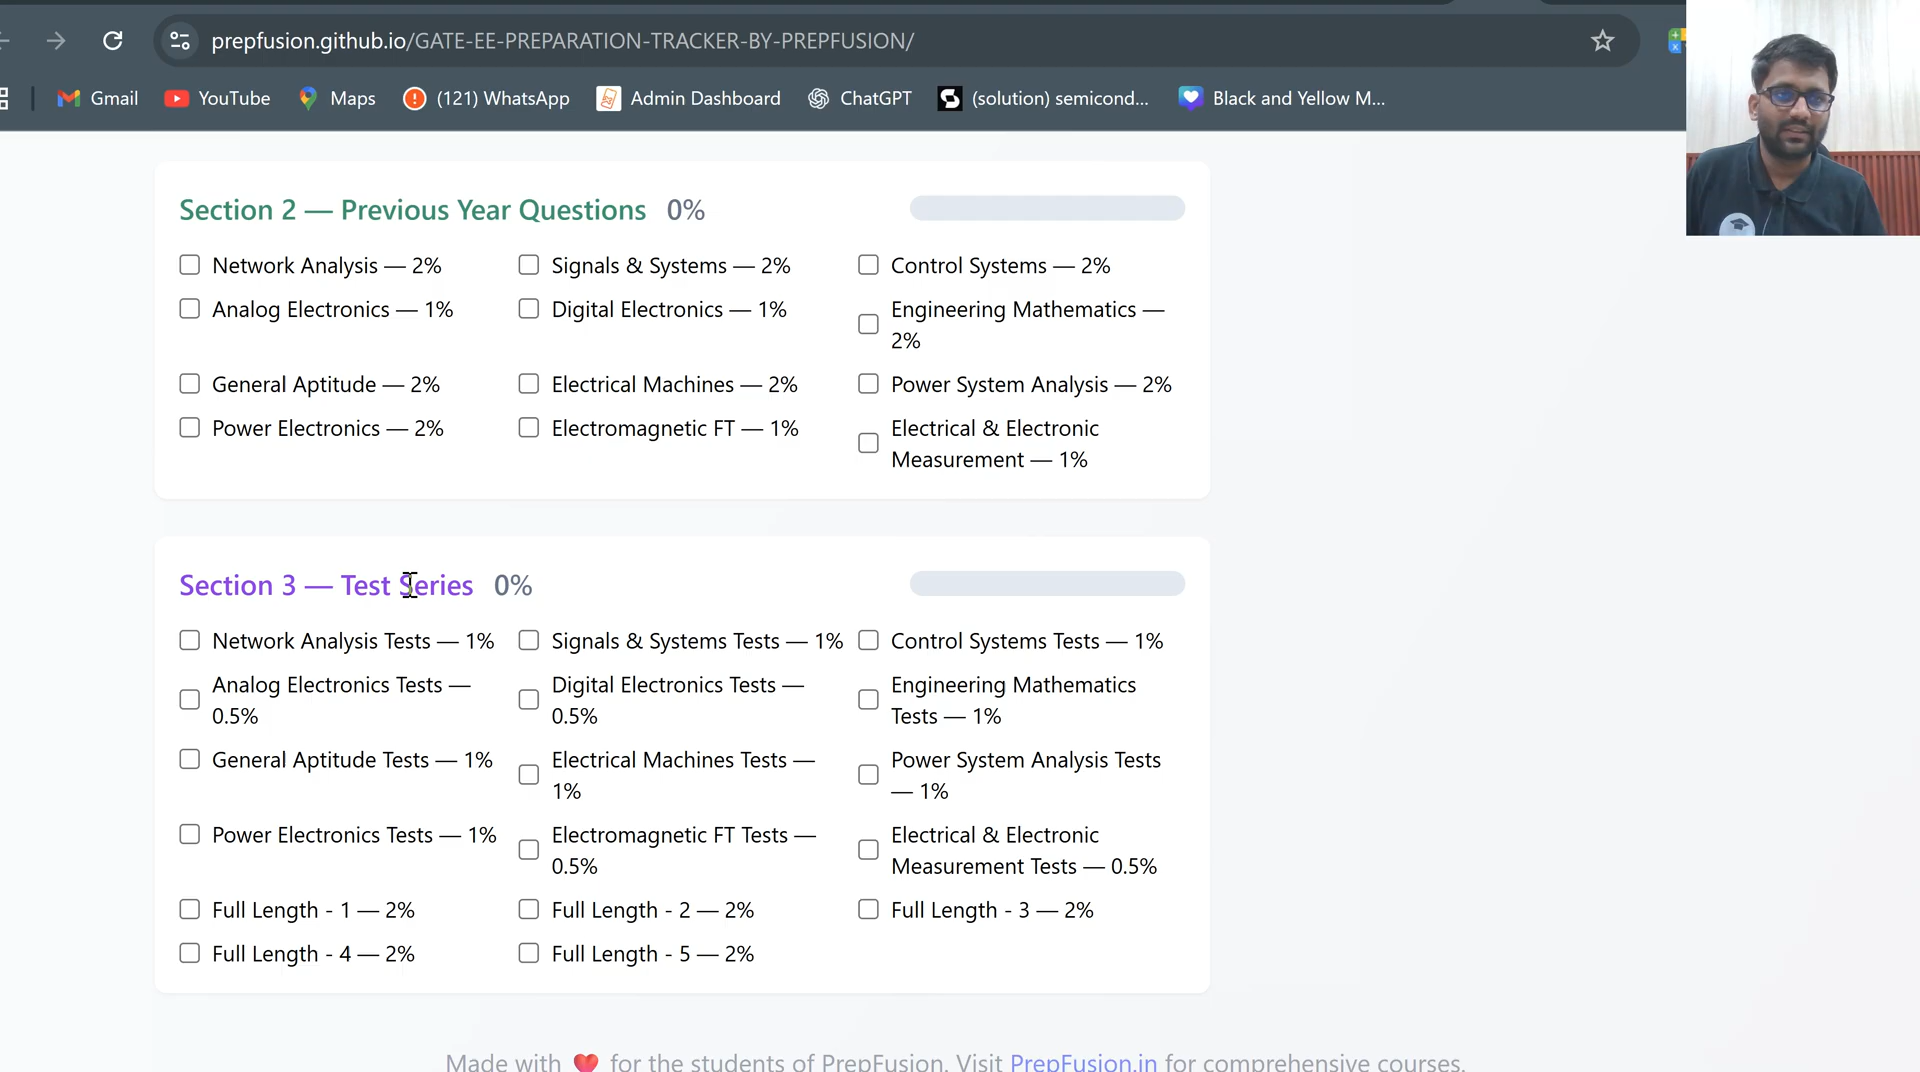 prepfusion.github.io/GATE-EE-PREPARATION-TRACKER-BY-PREPFUSION/
Gmail YouTube Maps (121) WhatsApp Admin Dashboard ChatGPT (solution) semicond... Black and Yellow M...
Section 2 — Previous Year Questions 0%
Network Analysis — 2% Signals & Systems — 2% Control Systems — 2%
Analog Electronics — 1% Digital Electronics — 1% Engineering Mathematics —
2%
General Aptitude — 2% Electrical Machines — 2% Power System Analysis — 2%
Power Electronics — 2% Electromagnetic FT — 1% Electrical & Electronic
Measurement — 1%
Section 3 — Test Series 0%
Network Analysis Tests — 1% Signals & Systems Tests — 1% Control Systems Tests — 1%
Analog Electronics Tests — Digital Electronics Tests — Engineering Mathematics
0.5% 0.5% Tests — 1%
General Aptitude Tests — 1% Electrical Machines Tests — Power System Analysis Tests
1% — 1%
Power Electronics Tests — 1% Electromagnetic FT Tests — Electrical & Electronic
0.5% Measurement Tests — 0.5%
Full Length - 1 — 2% Full Length - 2 — 2% Full Length - 3 — 2%
Full Length - 4 — 2% Full Length - 5 — 2%
Made with ❤️ for the students of PrepFusion. Visit PrepFusion.in for comprehensive courses.